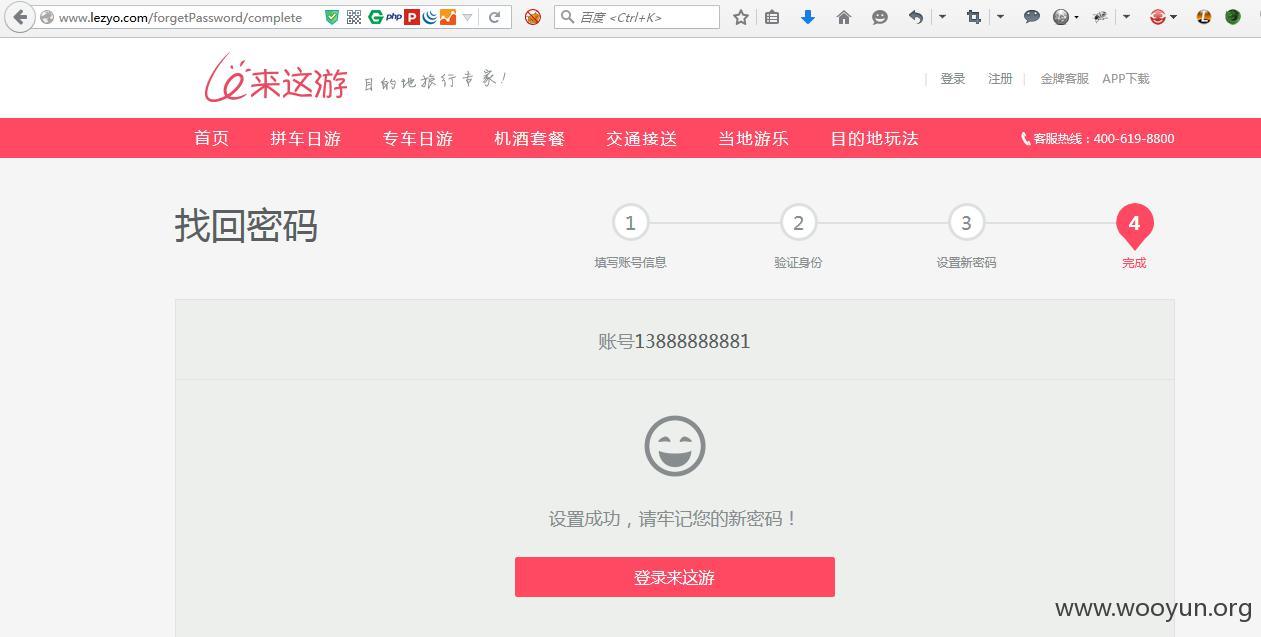 www.lezyo.com/forgetPassword/complete
php
百度 <Ctrl+K>
来这游
目的地旅行专家！
登录 注册 金牌客服 APP下载
首页 拼车日游 专车日游 机酒套餐 交通接送 当地游乐 目的地玩法 客服热线：400-619-8800
找回密码
1 2 3 4
填写账号信息 验证身份 设置新密码 完成
账号13888888881
设置成功，请牢记您的新密码！
登录来这游
www.wooyun.org